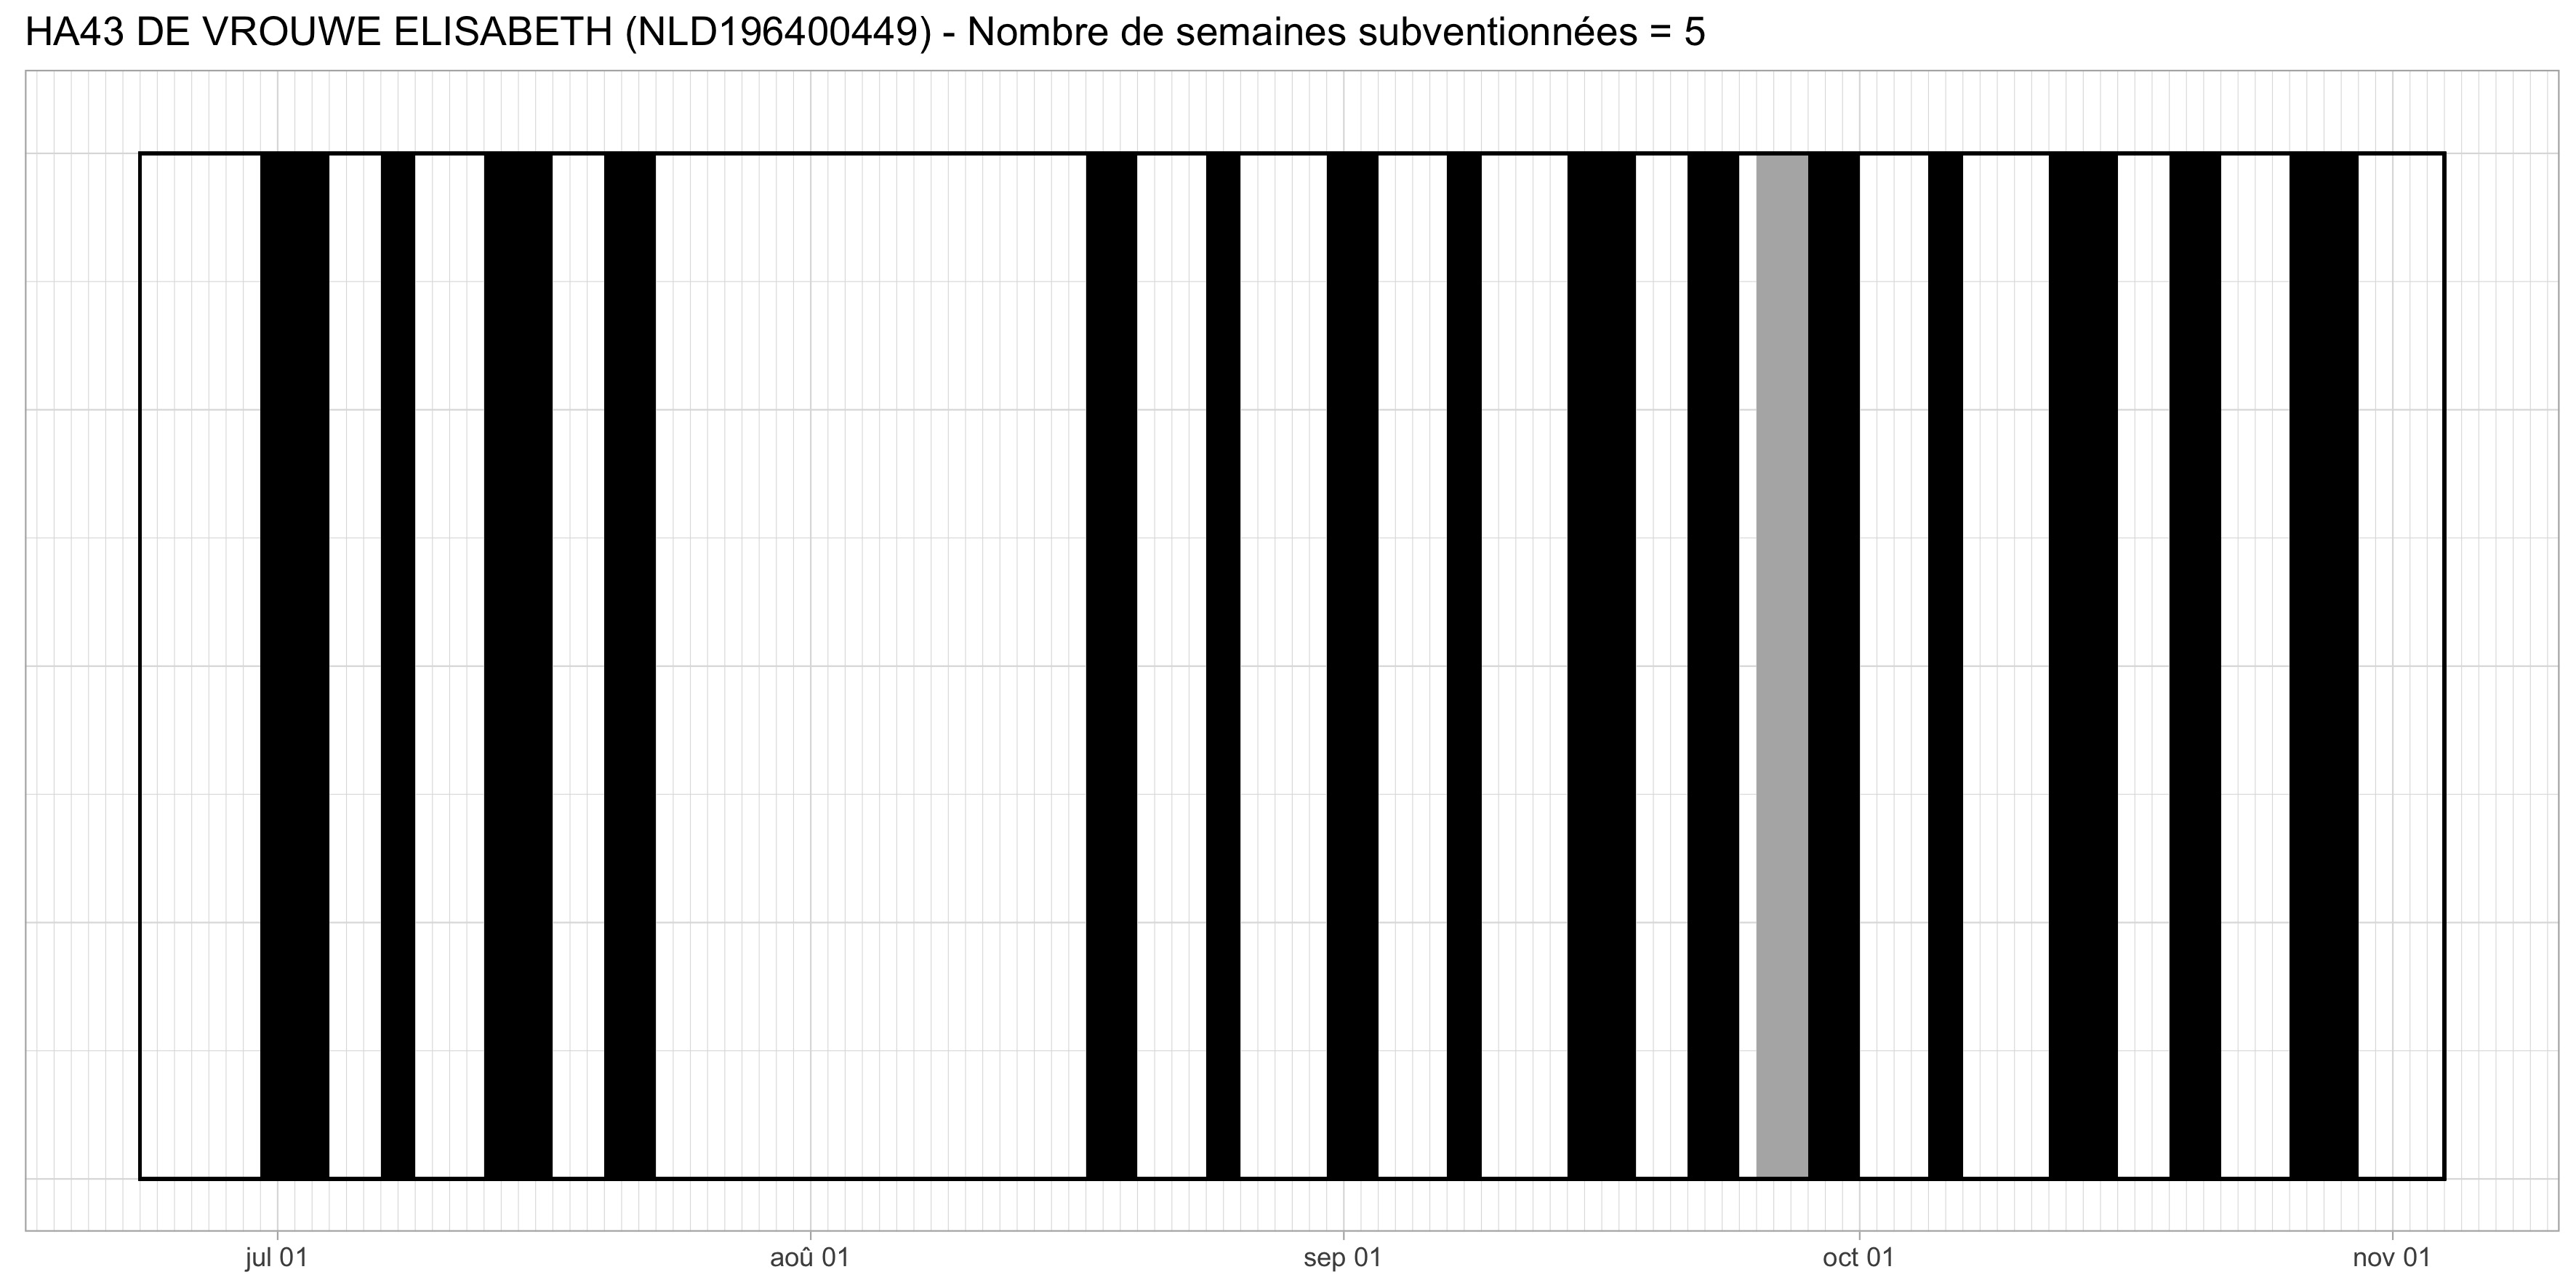 HA43 DE VROUWE ELISABETH (NLD196400449) - Nombre de semaines subventionnées = 5
jul 01 aoû 01 sep 01 oct 01 nov 01